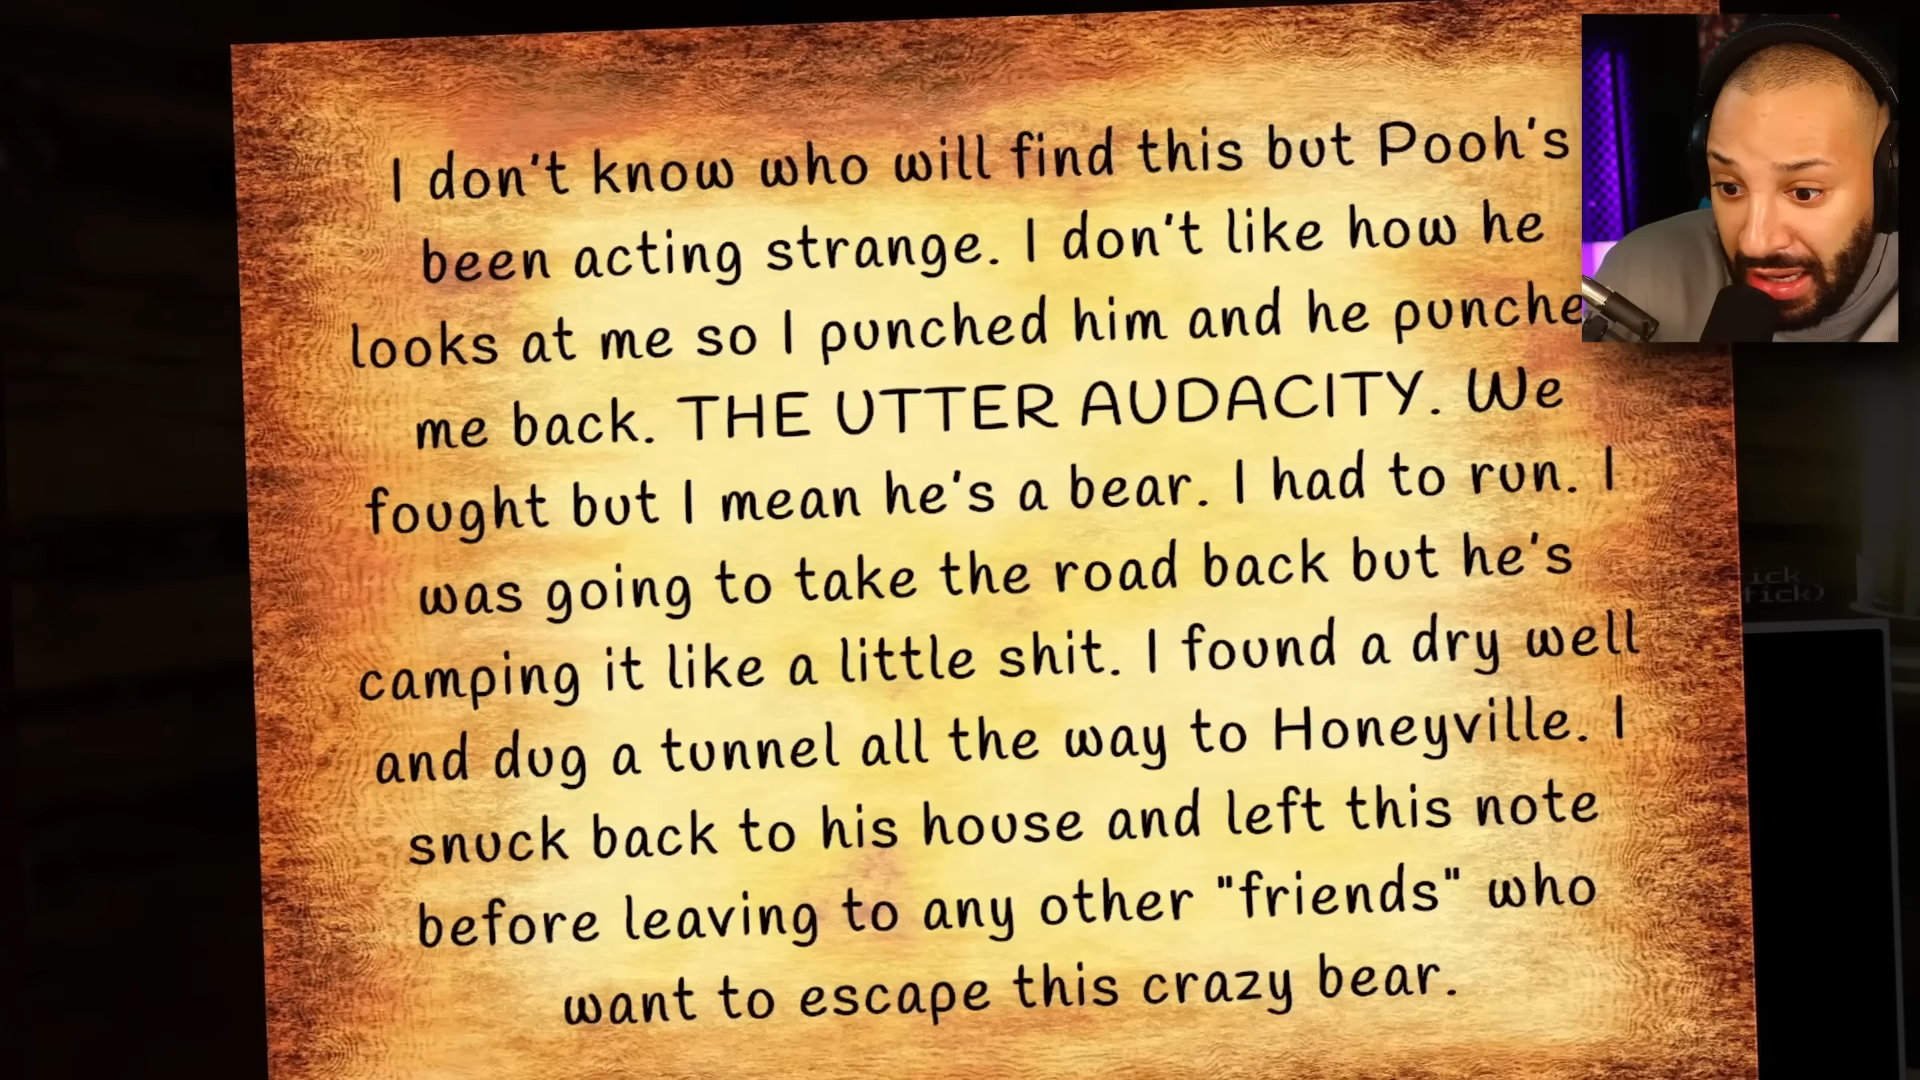 I don't know who will find this but Pooh's
been acting strange. I don't like how he
looks at me so I punched him and he punche
me back. THE UTTER AUDACITY. We
fought but I mean he's a bear. I had to run. I
was going to take the road back but he's
camping it like a little shit. I found a dry well
and dug a tunnel all the way to Honeyville. I
snuck back to his house and left this note
before leaving to any other "friends" who
want to escape this crazy bear.